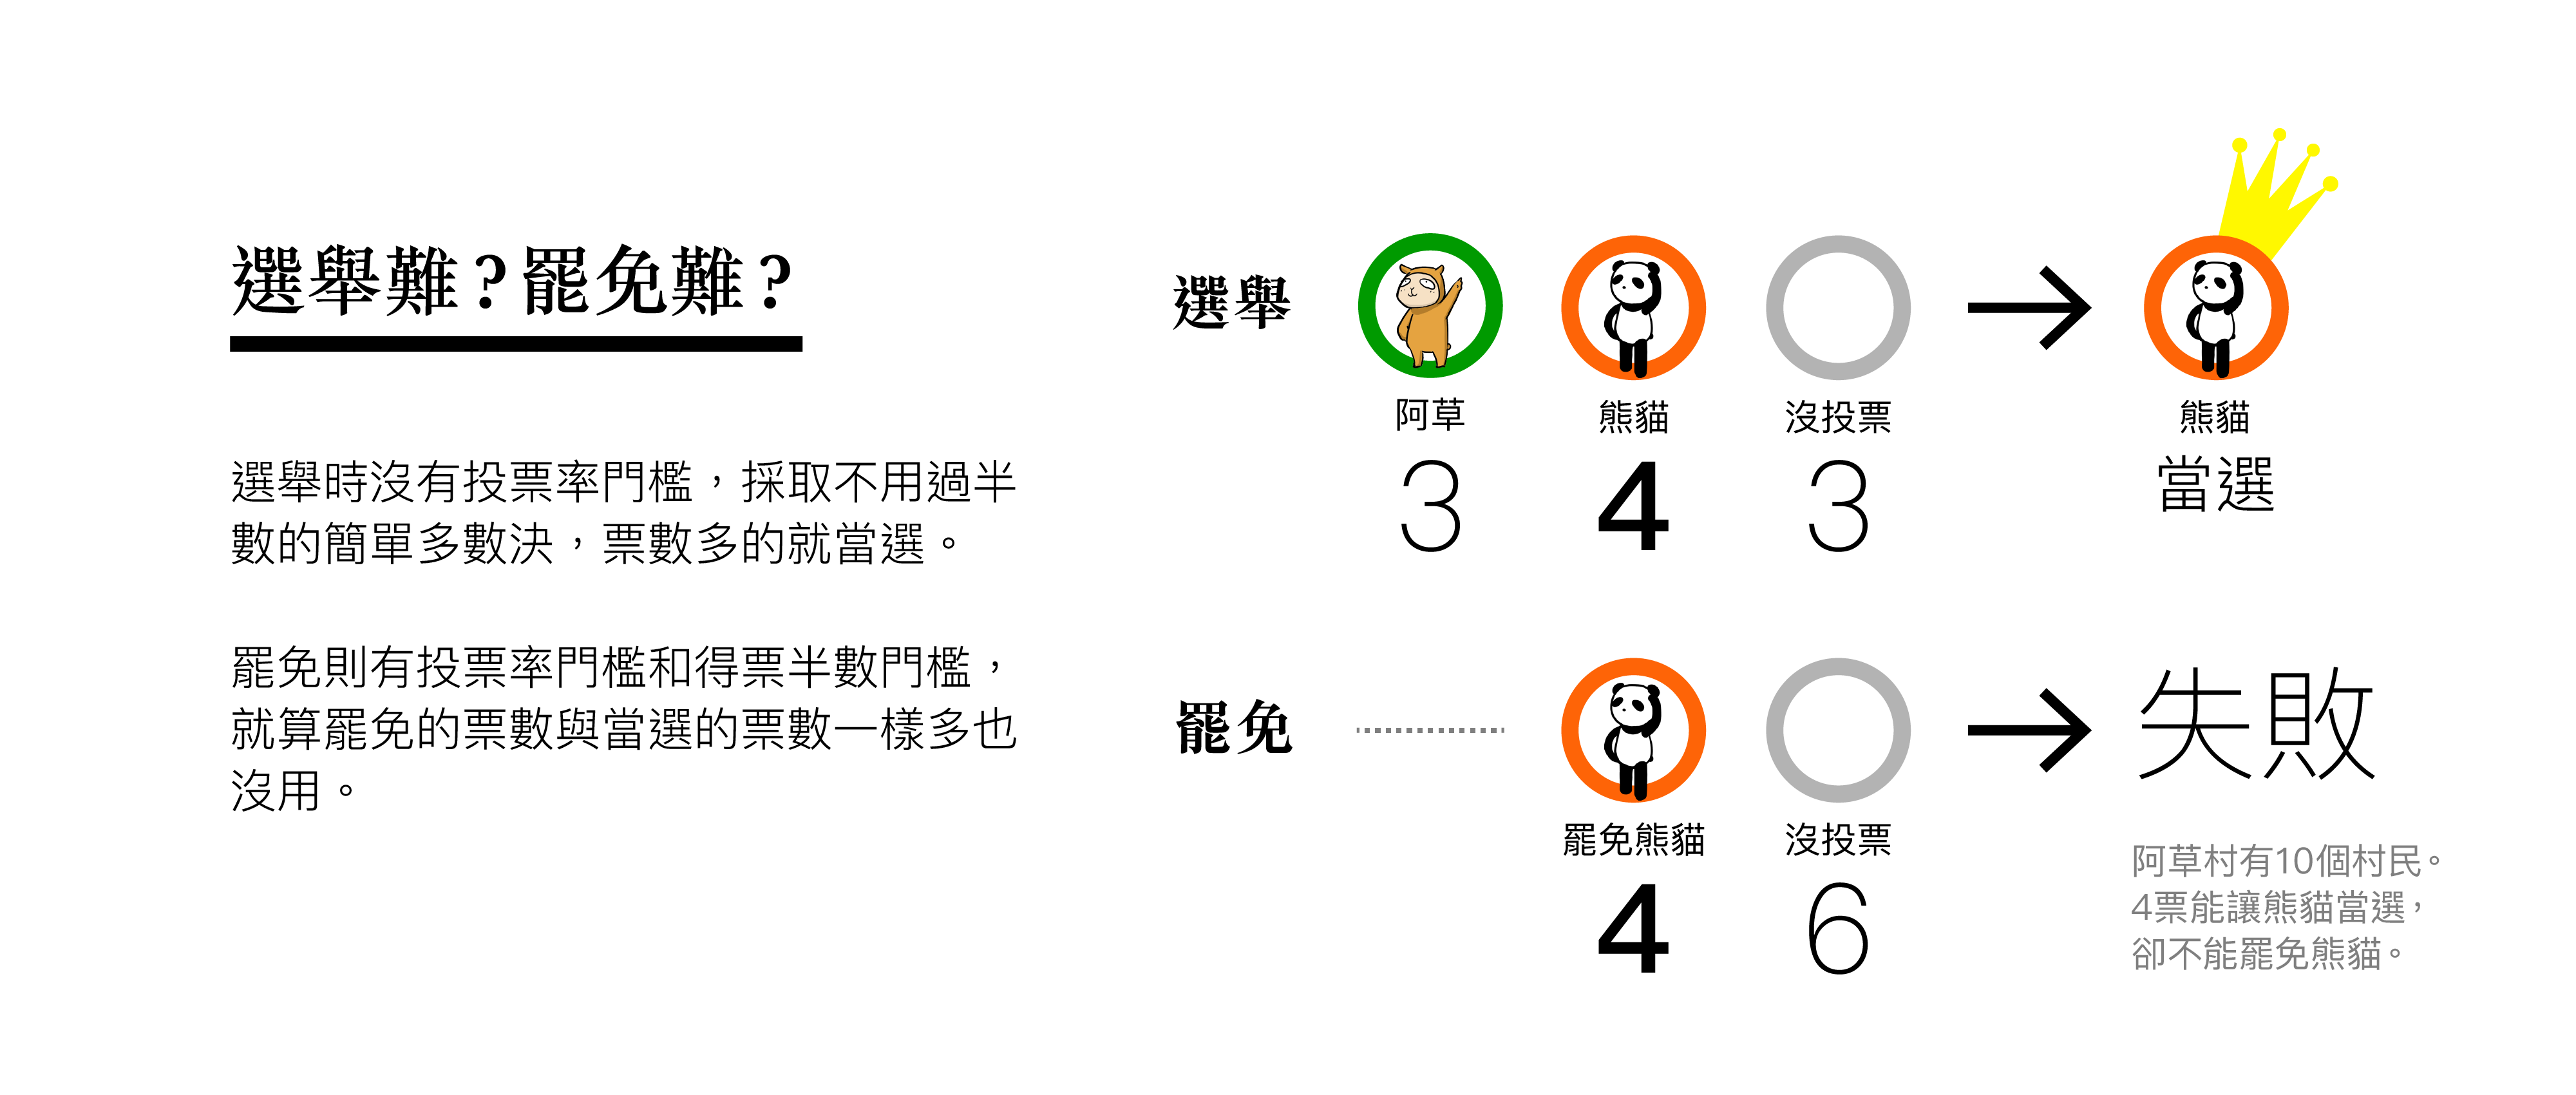 選舉難?罷免難?
選舉時沒有投票率門檻，採取不用過半
數的簡單多數決，票數多的就當選。
罷免則有投票率門檻和得票半數門檻，
就算罷免的票數與當選的票數一樣多也
沒用。
選舉
阿草
熊貓
沒投票
熊貓
3
4
3
當選
罷免
罷免熊貓
沒投票
4
6
失敗
阿草村有10個村民。
4票能讓熊貓當選，
卻不能罷免熊貓。